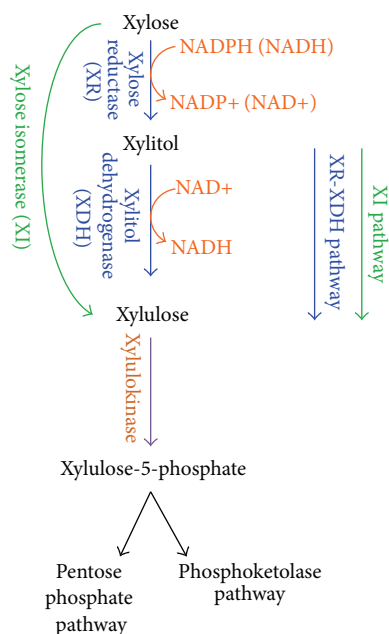 Xylose
NADPH (NADH)
Xylose
reductase
(XR)
NADP+ (NAD+)
Xylose isomerase (XI)
Xylitol
NAD+
Xylitol
dehydrogenase
(XDH)
NADH
XR-XDH pathway
XI pathway
Xylulose
Xylulokinase
Xylulose-5-phosphate
Pentose
phosphate
pathway
Phosphoketolase
pathway